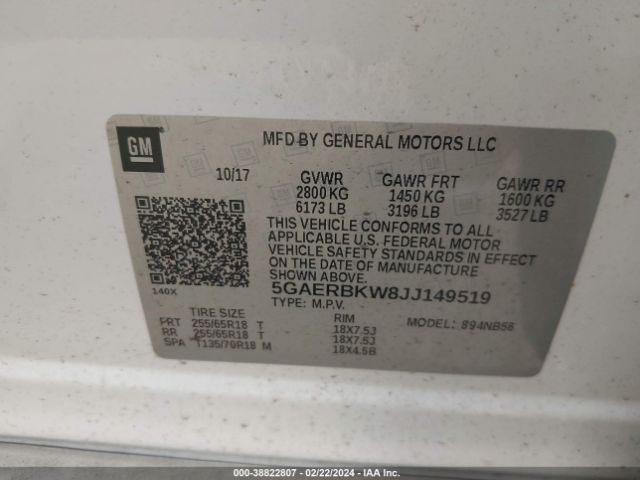 GM
MFD BY GENERAL MOTORS LLC
10/17 GVWR GAWR FRT GAWR RR
2800 KG 1450 KG 1600 KG
6173 LB 3196 LB 3527 LB
THIS VEHICLE CONFORMS TO ALL
APPLICABLE U.S. FEDERAL MOTOR
VEHICLE SAFETY STANDARDS IN EFFECT ON THE DATE OF MANUFACTURE
SHOWN ABOVE.
140X
5GAERBKW8JJ149519
TYPE: M.P.V.
TIRE SIZE RIM MODEL: 894NB56
FRT 255/65R18 T 18X7.5J
RR 255/65R18 T 18X7.5J
SPA T135/70R18 M 18X4.5B
000-38822807 - 02/22/2024 - IAA Inc.